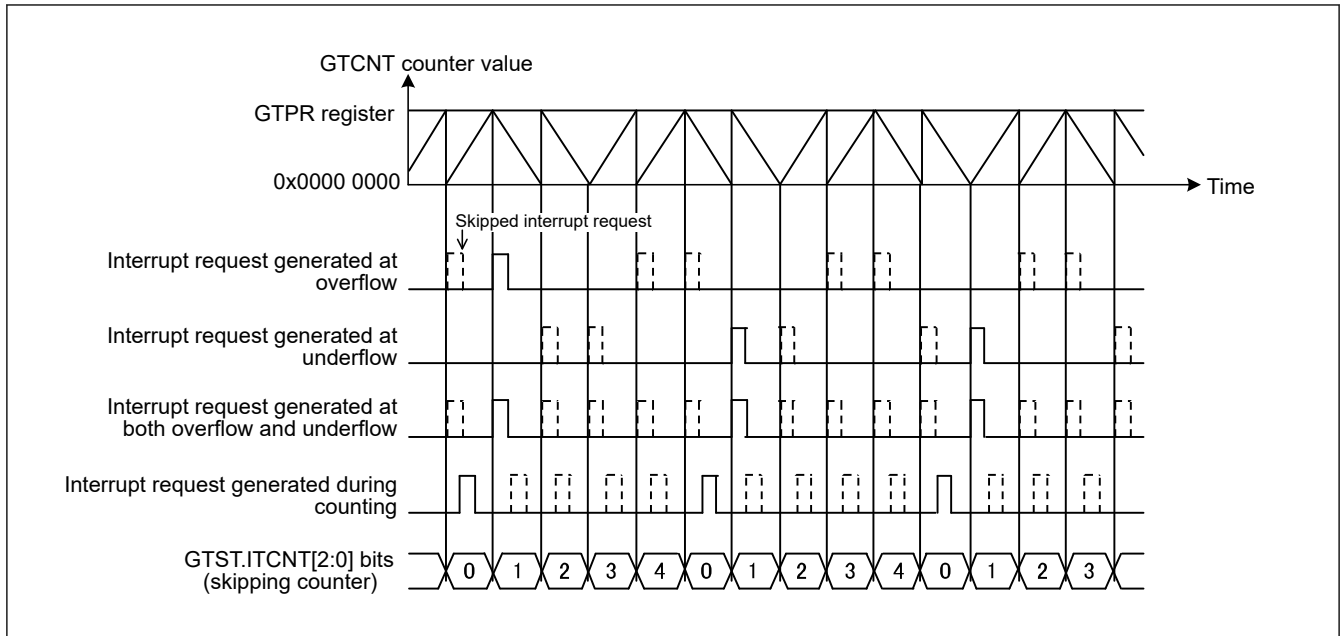 GTCNT counter value
GTPR register
0x0000 0000
Time
Skipped interrupt request
Interrupt request generated at
overflow
Interrupt request generated at
underflow
Interrupt request generated at
both overflow and underflow
Interrupt request generated during
counting
GTST.ITCNT[2:0] bits
(skipping counter)
0 1 2 3 4 0 1 2 3 4 0 1 2 3